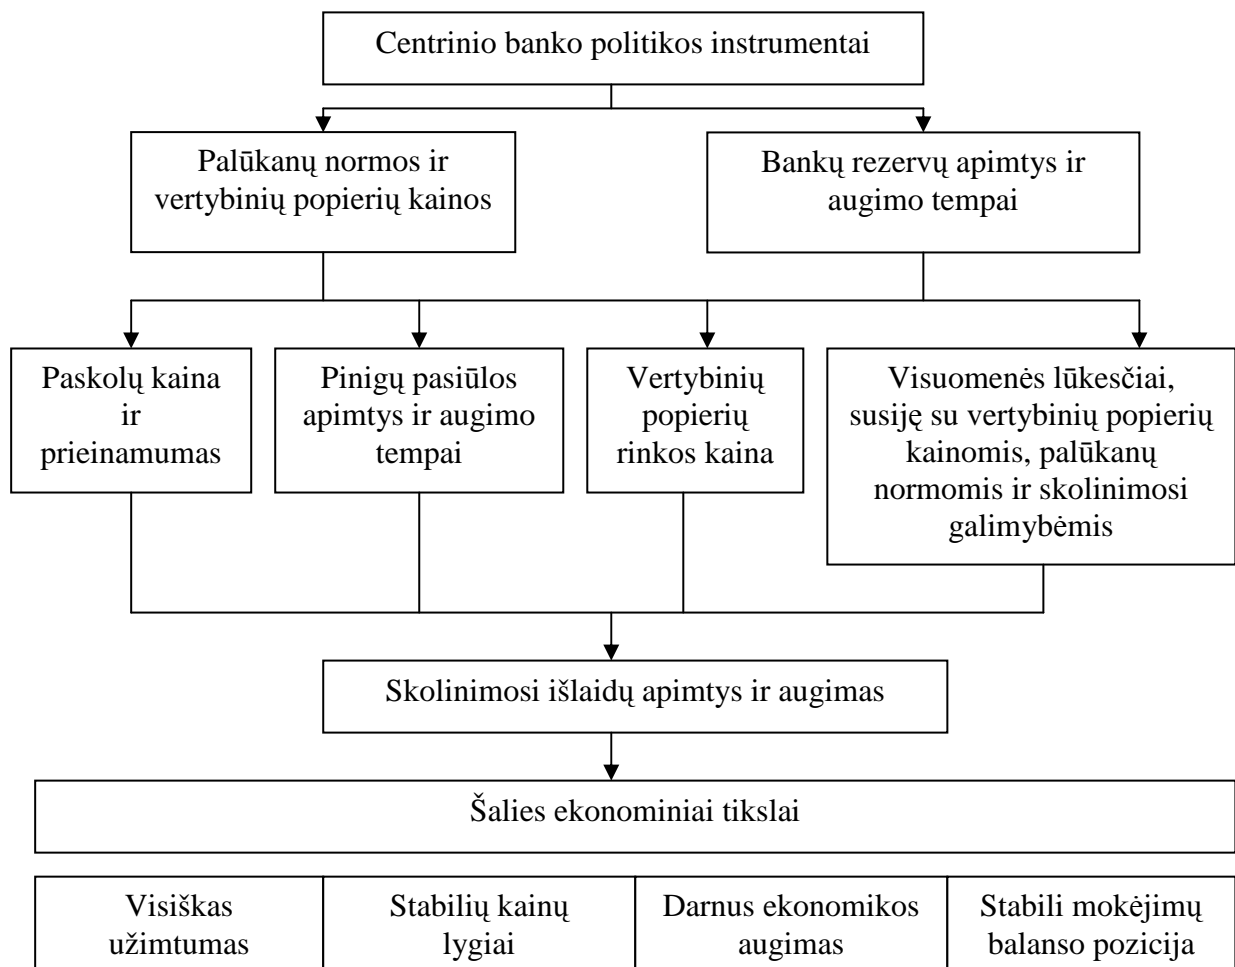 Centrinio banko politikos instrumentai
Palūkanų normos ir
vertybinių popierių kainos
Bankų rezervų apimtys ir
augimo tempai
Paskolų kaina
ir
prieinamumas
Pinigų pasiūlos
apimtys ir augimo
tempai
Vertybinių
popierių
rinkos kaina
Visuomenės lūkesčiai,
susiję su vertybinių popierių
kainomis, palūkanų
normomis ir skolinimosi
galimybėmis
Skolinimosi išlaidų apimtys ir augimas
Šalies ekonominiai tikslai
Visiškas
užimtumas
Stabilių kainų
lygiai
Darnus ekonomikos
augimas
Stabili mokėjimų
balanso pozicija